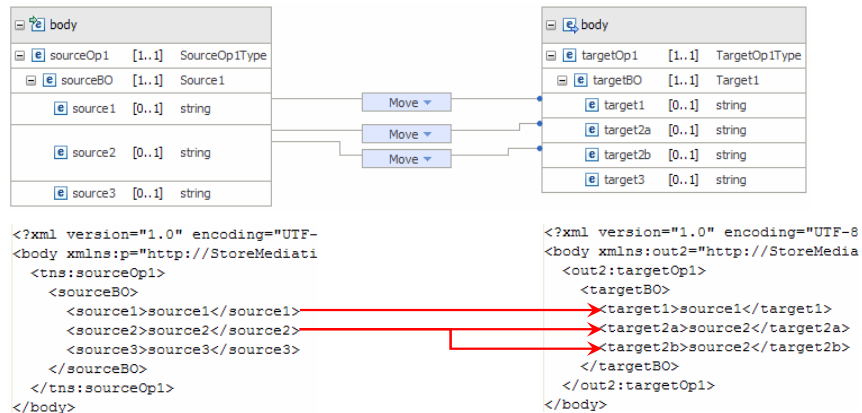 body
sourceOp1 [1..1] SourceOp1Type
sourceBO [1..1] Source1
source1 [0..1] string
source2 [0..1] string
source3 [0..1] string
Move
Move
Move
body
targetOp1 [1..1] TargetOp1Type
targetBO [1..1] Target1
target1 [0..1] string
target2a [0..1] string
target2b [0..1] string
target3 [0..1] string
<?xml version="1.0" encoding="UTF-
<body xmlns:p="http://StoreMediati
<tns:sourceOp1>
<sourceBO>
<source1>source1</source1>
<source2>source2</source2>
<source3>source3</source3>
</sourceBO>
</tns:sourceOp1>
</body>
<?xml version="1.0" encoding="UTF-8
<body xmlns:out2="http://StoreMedia
<out2:targetOp1>
<targetBO>
<target1>source1</target1>
<target2a>source2</target2a>
<target2b>source2</target2b>
</targetBO>
</out2:targetOp1>
</body>